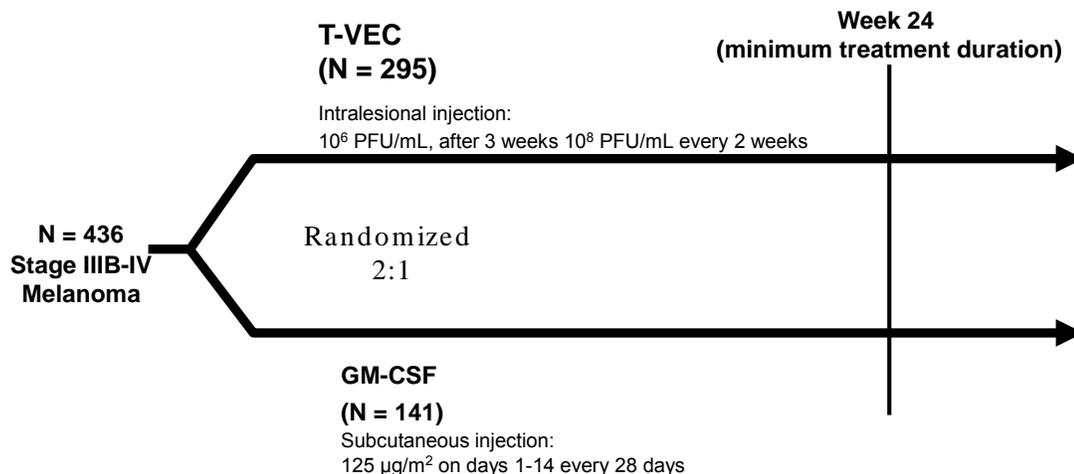 T-VEC
(N = 295)
Intralesional injection:
10⁶ PFU/mL, after 3 weeks 10⁸ PFU/mL every 2 weeks
Week 24
(minimum treatment duration)
N = 436
Stage IIIB-IV
Melanoma
Randomized
2:1
GM-CSF
(N = 141)
Subcutaneous injection:
125 µg/m² on days 1-14 every 28 days